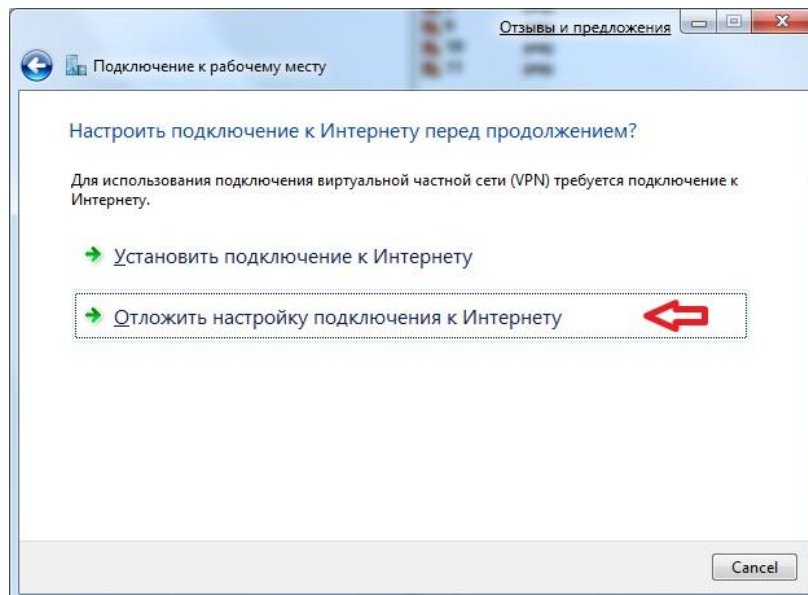 Отзывы и предложения
Подключение к рабочему месту
Настроить подключение к Интернету перед продолжением?
Для использования подключения виртуальной частной сети (VPN) требуется подключение к
Интернету.
Установить подключение к Интернету
Отложить настройку подключения к Интернету
Cancel